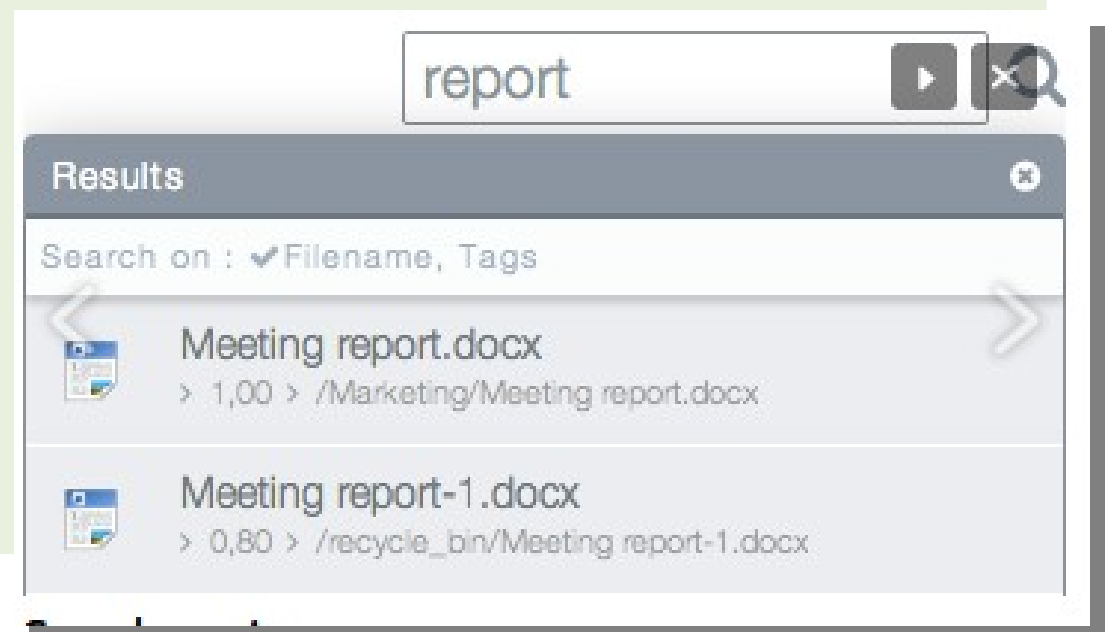 report
Results
Search on : ✔Filename, Tags
Meeting report.docx
> 1,00 > /Marketing/Meeting report.docx
Meeting report-1.docx
> 0,80 > /recycle_bin/Meeting report-1.docx